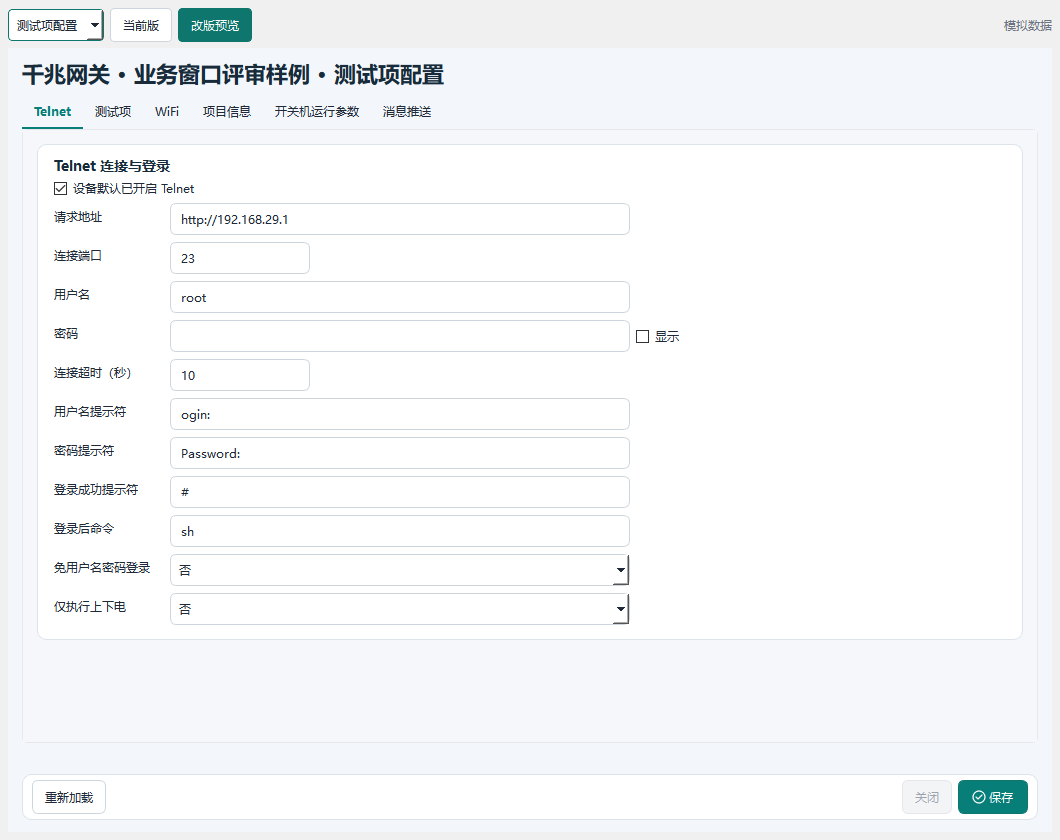 测试项配置 当前版 改版预览 模拟数据
千兆网关·业务窗口评审样例·测试项配置
Telnet 测试项 WiFi 项目信息 开关机运行参数 消息推送
Telnet 连接与登录
设备默认已开启 Telnet
请求地址 http://192.168.29.1
连接端口 23
用户名 root
密码 显示
连接超时（秒） 10
用户名提示符 ogin:
密码提示符 Password:
登录成功提示符 #
登录后命令 sh
免用户名密码登录 否
仅执行上下电 否
重新加载 关闭 保存